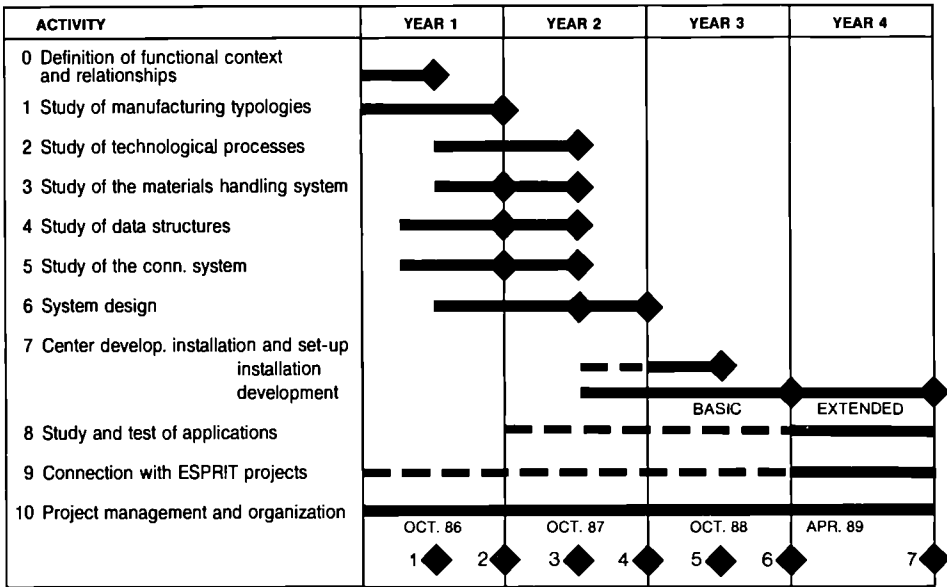 ACTIVITY YEAR 1 YEAR 2 YEAR 3 YEAR 4
0 Definition of functional context
and relationships
1 Study of manufacturing typologies
2 Study of technological processes
3 Study of the materials handling system
4 Study of data structures
5 Study of the conn. system
6 System design
7 Center develop. installation and set-up
installation
development
BASIC EXTENDED
8 Study and test of applications
9 Connection with ESPRIT projects
10 Project management and organization
OCT. 86 OCT. 87 OCT. 88 APR. 89
1 2 3 4 5 6 7